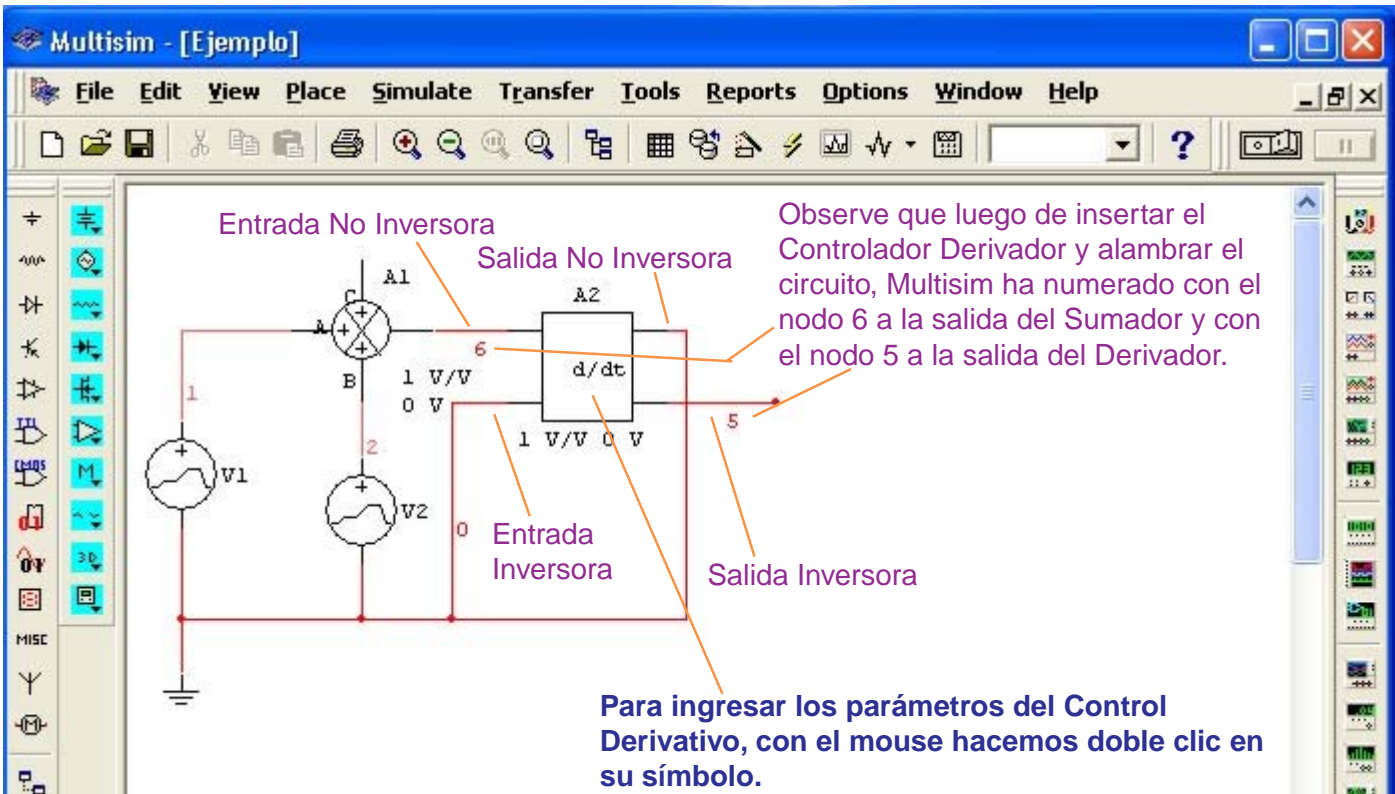 Multisim - [Ejemplo]
File Edit View Place Simulate Transfer Tools Reports Options Window Help
Entrada No Inversora
Salida No Inversora
Observe que luego de insertar el
Controlador Derivador y alambrar el
circuito, Multisim ha numerado con el
nodo 6 a la salida del Sumador y con
el nodo 5 a la salida del Derivador.
A1
C
A
B
1 V/V
0 V
A2
d/dt
1 V/V 0 V
6
5
1
2
0
V1
V2
Entrada
Inversora
Salida Inversora
Para ingresar los parámetros del Control
Derivativo, con el mouse hacemos doble clic en
su símbolo.
TTL
CMOS
MISC
M
M
3D